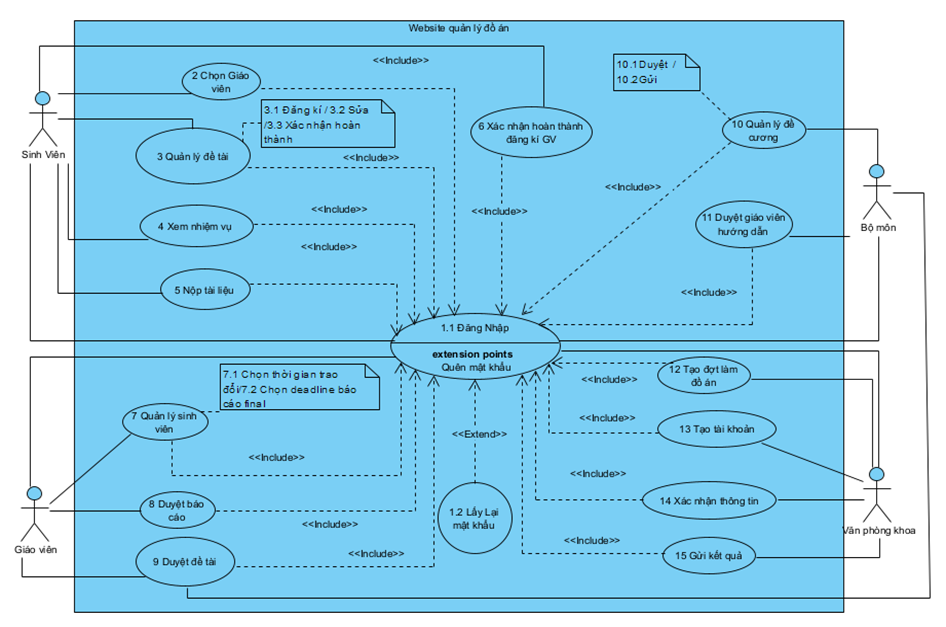 Website quản lý đồ án
<<Include>>
2 Chọn Giáo
viên
10.1 Duyệt /
10.2 Gửi
3.1 Đăng kí / 3.2 Sửa
/3.3 Xác nhận hoàn
thành
6 Xác nhận hoàn thành
đăng kí GV
10 Quản lý đề
cương
Sinh Viên
3 Quản lý đề tài
<<Include>>
<<Include>>
4 Xem nhiệm vụ
<<Include>>
<<Include>>
11 Duyệt giáo viên
hướng dẫn
Bộ môn
<<Include>>
5 Nộp tài liệu
<<Include>>
1.1 Đăng Nhập
extension points
Quên mật khẩu
7.1 Chọn thời gian trao
đổi/7.2 Chọn deadline báo
cáo final
<<Include>>
12 Tạo đợt làm
đồ án
7 Quản lý sinh
viên
<<Include>>
13 Tạo tài khoản
<<Extend>>
<<Include>>
<<Include>>
14 Xác nhận thông tin
8 Duyệt báo
cáo
<<Include>>
1.2 Lấy Lại
mật khẩu
Văn phòng khoa
Giáo viên
<<Include>>
<<Include>>
9 Duyệt đề tài
15 Gửi kết quả